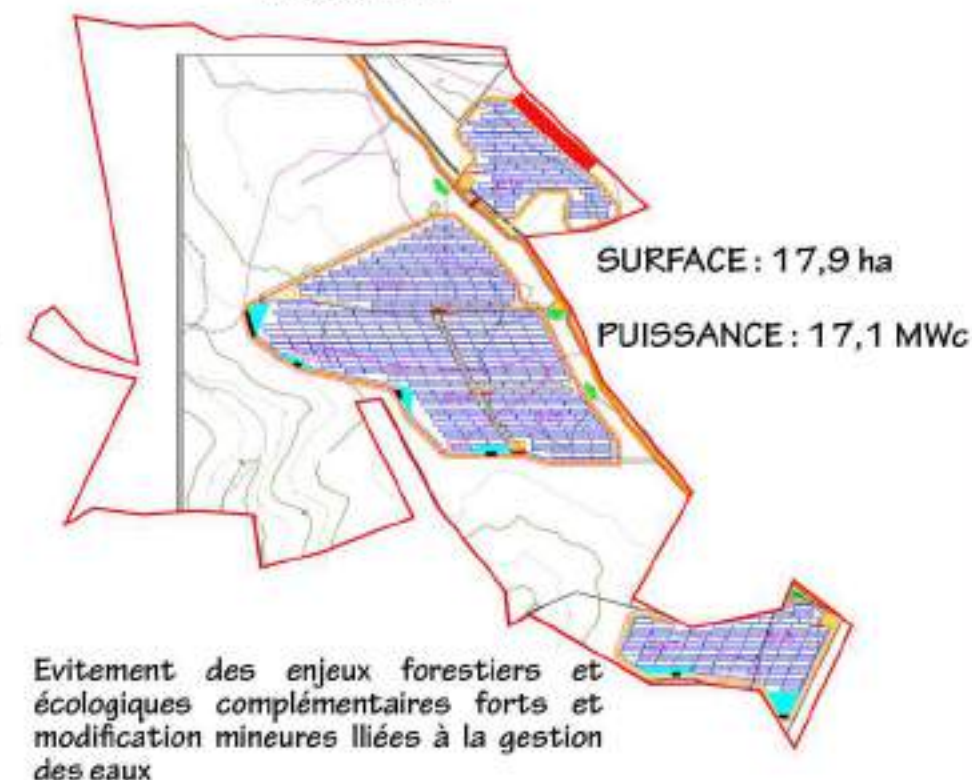 SURFACE : 17,9 ha
PUISSANCE : 17,1 MWc
Evitement des enjeux forestiers et
écologiques complémentaires forts et
modification mineures lliées à la gestion
des eaux